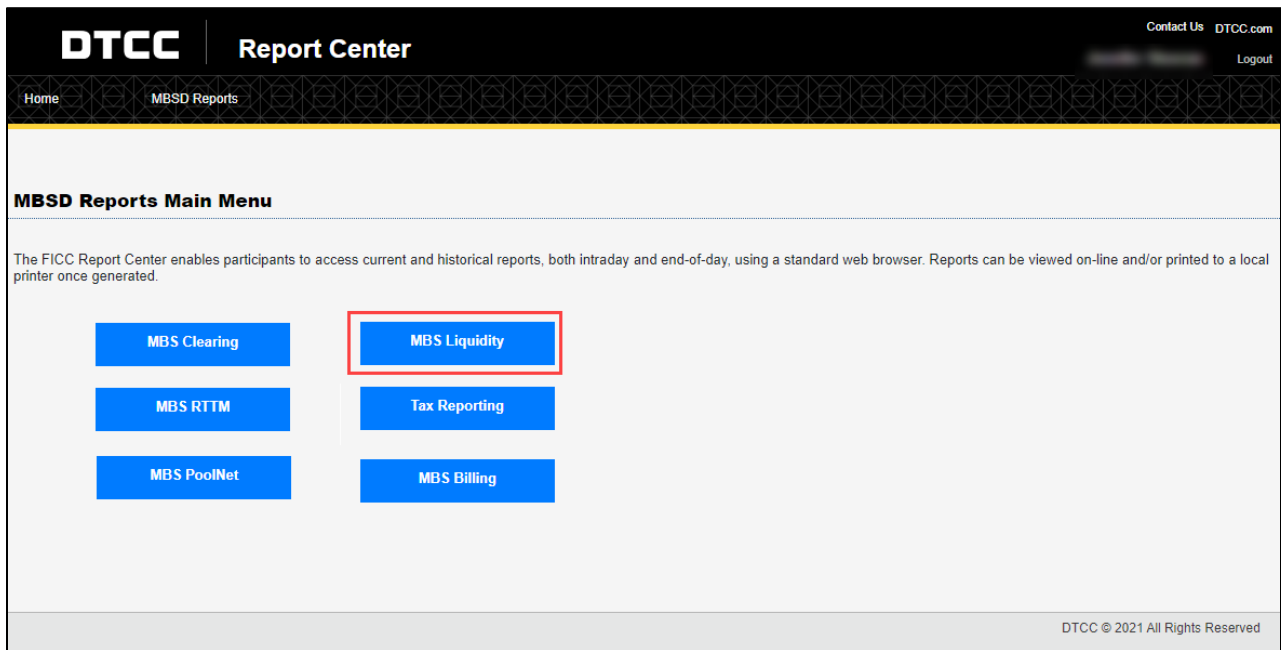 Contact Us DTCC.com
DTCC Report Center
Logout
Home MBSD Reports
MBSD Reports Main Menu
The FICC Report Center enables participants to access current and historical reports, both intraday and end-of-day, using a standard web browser. Reports can be viewed on-line and/or printed to a local
printer once generated.
MBS Clearing MBS Liquidity
MBS RTTM Tax Reporting
MBS PoolNet MBS Billing
DTCC © 2021 All Rights Reserved